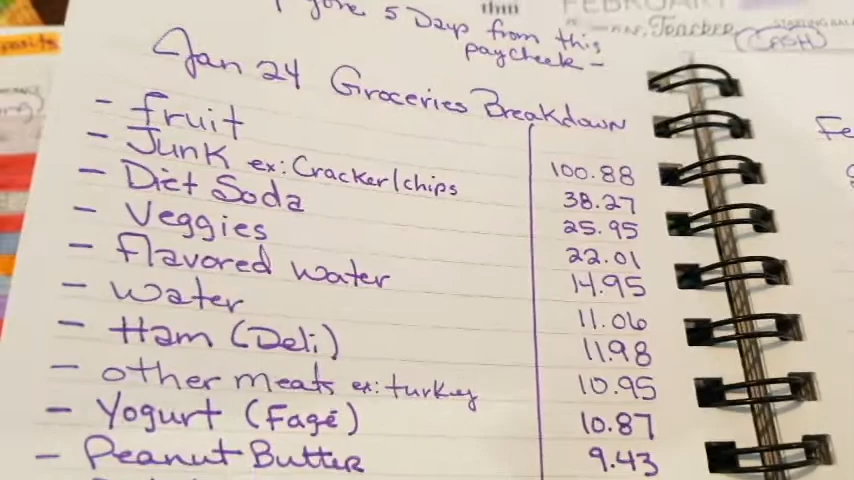 5 Days from this
paycheck -
FEBRUARY
Teacher
CASH
Jan 24 Groceries Breakdown
- fruit 100.88
- Junk ex: Cracker/chips 38.27
- Diet Soda 25.95
- Veggies 22.01
- flavored water 14.95
- water 11.06
- Ham (Deli) 11.98
- other meats ex: turkey 10.95
- Yogurt (Fagé) 10.87
- Peanut Butter 9.43